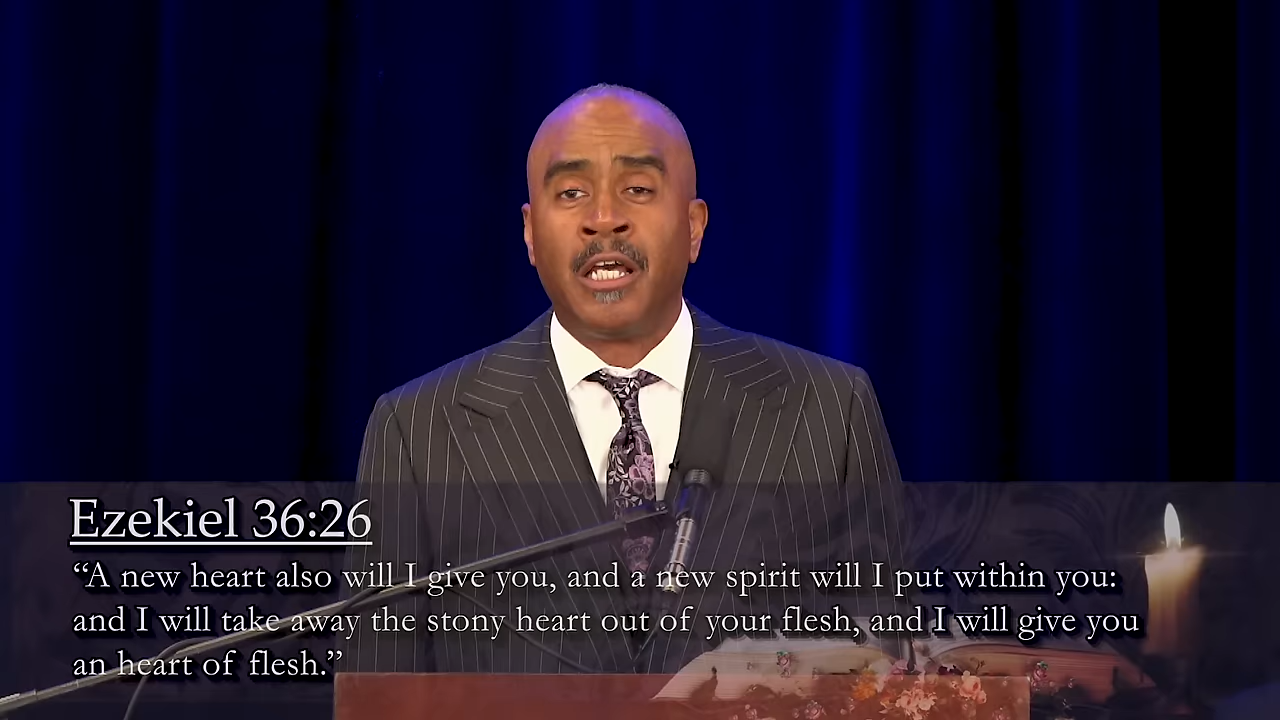 Ezekiel 36:26
“A new heart also will I give you, and a new spirit will I put within you:
and I will take away the stony heart out of your flesh, and I will give you
an heart of flesh.”